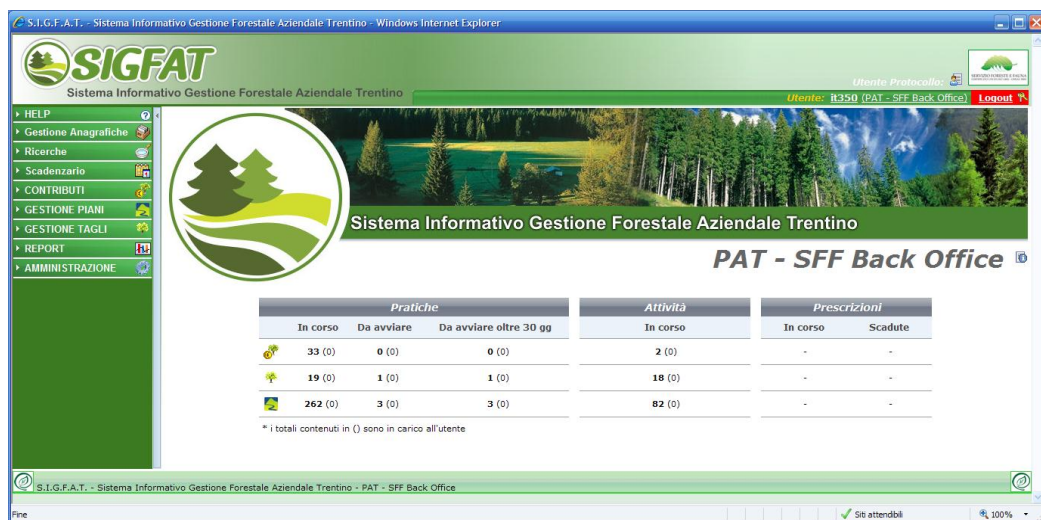 S.I.G.F.A.T. - Sistema Informativo Gestione Forestale Aziendale Trentino - Windows Internet Explorer
SIGFAT
Sistema Informativo Gestione Forestale Aziendale Trentino
Utente Protocollo:
Utente: it350 (PAT - SFF Back Office) Logout
HELP
Gestione Anagrafiche
Ricerche
Scadenzario
CONTRIBUTI
GESTIONE PIANI
GESTIONE TAGLI
REPORT
AMMINISTRAZIONE
Sistema Informativo Gestione Forestale Aziendale Trentino
PAT - SFF Back Office
Pratiche Attività Prescrizioni
In corso Da avviare Da avviare oltre 30 gg In corso In corso Scadute
33 (0) 0 (0) 0 (0) 2 (0) - -
19 (0) 1 (0) 1 (0) 18 (0) - -
262 (0) 3 (0) 3 (0) 82 (0) - -
* i totali contenuti in () sono in carico all'utente
S.I.G.F.A.T. - Sistema Informativo Gestione Forestale Aziendale Trentino - PAT - SFF Back Office
Fine Siti attendibili 100%